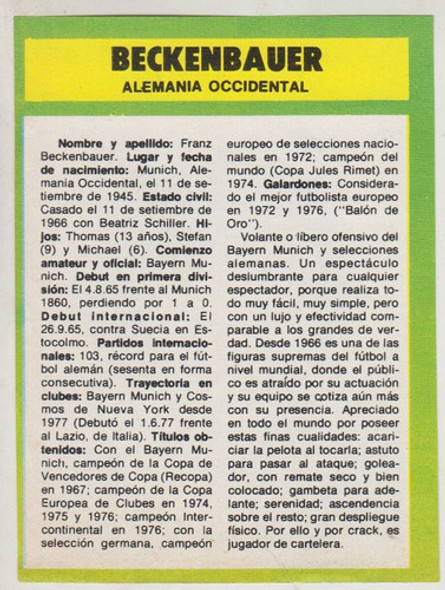 BECKENBAUER
ALEMANIA OCCIDENTAL
Nombre y apellido: Franz
Beckenbauer. Lugar y fecha
de nacimiento: Munich, Ale-
mania Occidental, el 11 de se-
tiembre de 1945. Estado civil:
Casado el 11 de setiembre de
1966 con Beatriz Schiller. Hi-
jos: Thomas (13 años), Stefan
(9) y Michael (6). Comienzo
amateur y oficial: Bayern Mu-
nich. Debut en primera divi-
sión: El 4.8.65 frente al Munich
1860, perdiendo por 1 a 0.
Debut internacional: El
26.9.65, contra Suecia en Es-
tocolmo. Partidos internacio-
nales: 103, récord para el fút-
bol alemán (sesenta en forma
consecutiva). Trayectoria en
clubes: Bayern Munich y Cos-
mos de Nueva York desde
1977 (Debutó el 1.6.77 frente
al Lazio, de Italia). Títulos ob-
tenidos: Con el Bayern Mu-
nich, campeón de la Copa de
Vencedores de Copa (Recopa)
en 1967; campeón de la Copa
Europea de Clubes en 1974,
1975 y 1976; campeón Inter-
continental en 1976; con la
selección germana, campeón
europeo de selecciones nacio-
nales en 1972; campeón del
mundo (Copa Jules Rimet) en
1974. Galardones: Considera-
do el mejor futbolista europeo
en 1972 y 1976, ("Balón de
Oro").
Volante o líbero ofensivo del
Bayern Munich y selecciones
alemanas. Un espectáculo
deslumbrante para cualquier
espectador, porque realiza to-
do muy fácil, muy simple, pero
con un lujo y efectividad com-
parable a los grandes de ver-
dad. Desde 1966 es una de las
figuras supremas del fútbol a
nivel mundial, donde el públi-
co es atraído por su actuación
y su equipo se cotiza aún más
con su presencia. Apreciado
en todo el mundo por poseer
estas finas cualidades: acari-
ciar la pelota al tocarla; astuto
para pasar al ataque; golea-
dor, con remate seco y bien
colocado; gambeta para ade-
lante; serenidad; ascendencia
sobre el resto; gran despliegue
físico. Por ello y por crack, es
jugador de cartelera.